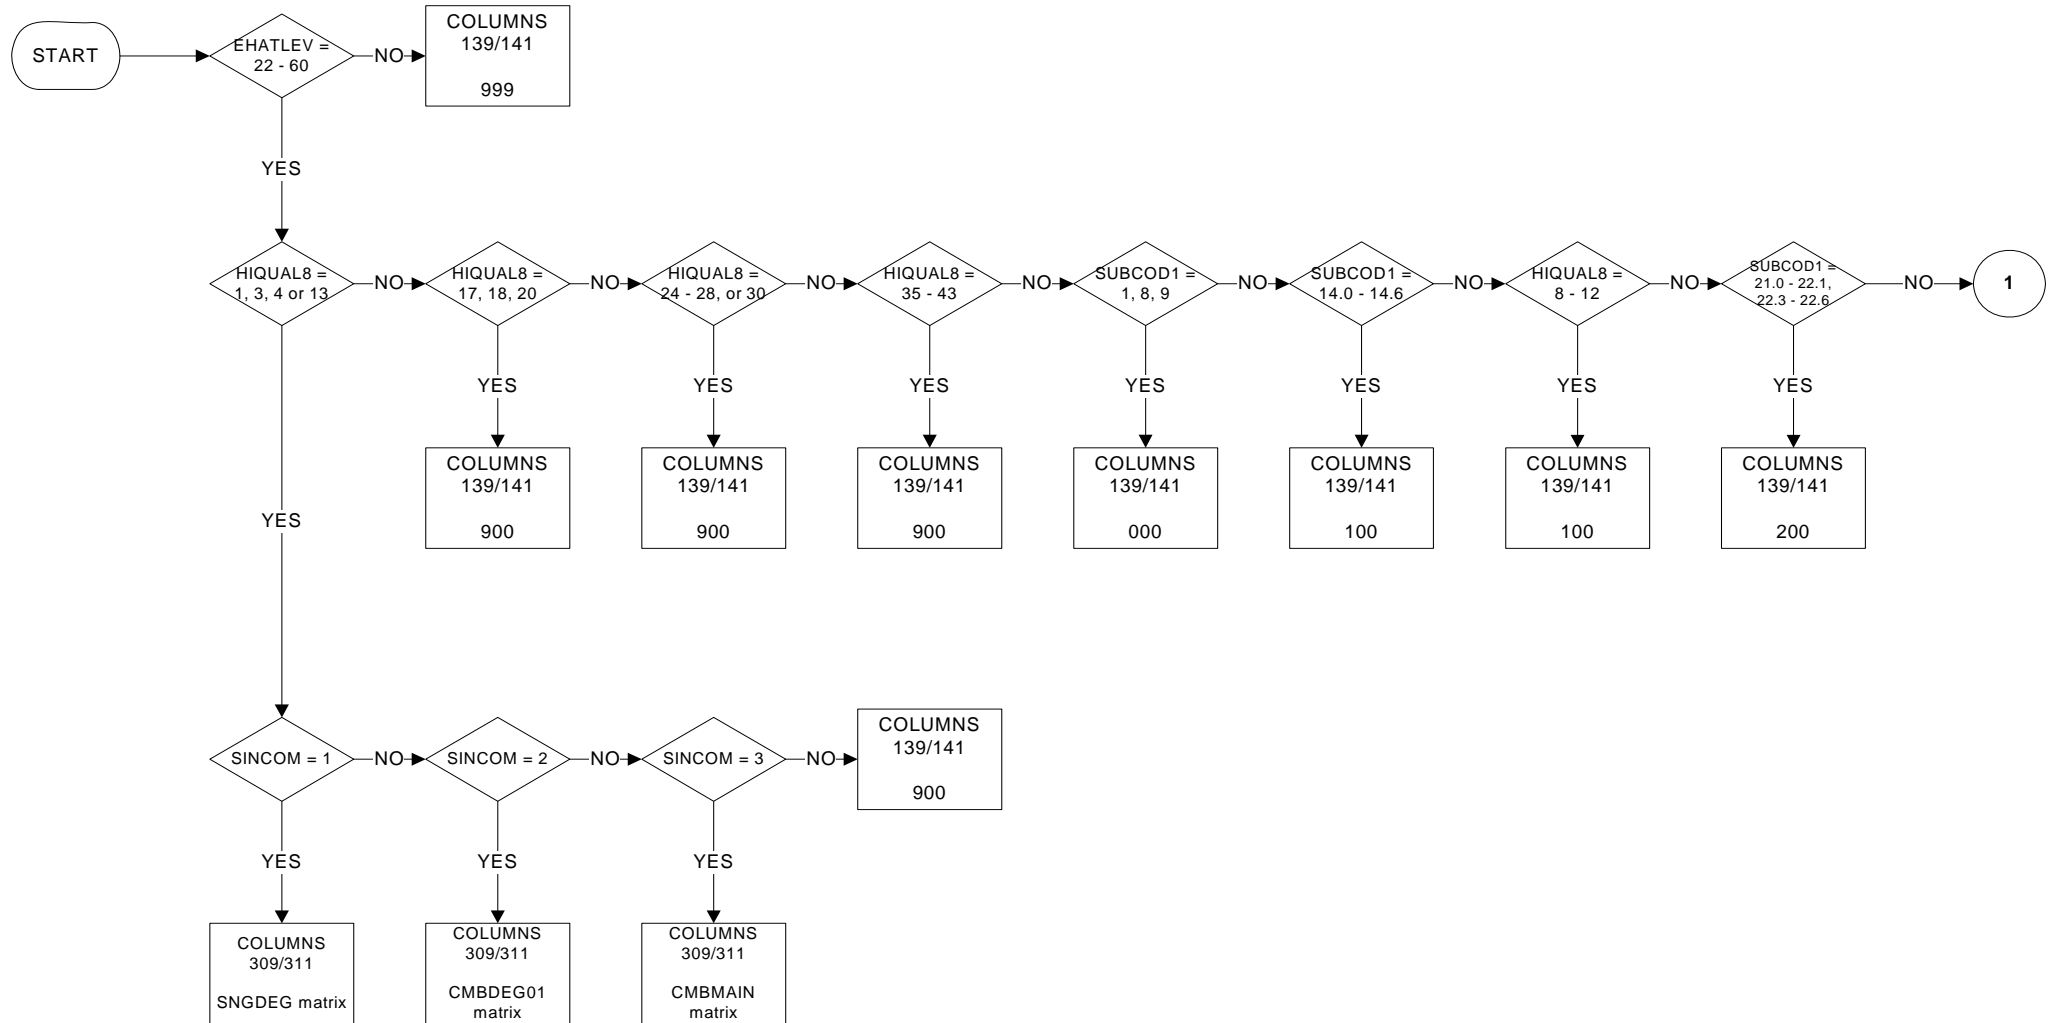 START
EHATLEV =
22 - 60
NO
COLUMNS
139/141
999
YES
HIQUAL8 =
1, 3, 4 or 13
NO
HIQUAL8 =
17, 18, 20
NO
HIQUAL8 =
24 - 28, or 30
NO
HIQUAL8 =
35 - 43
NO
SUBCOD1 =
1, 8, 9
NO
SUBCOD1 =
14.0 - 14.6
NO
HIQUAL8 =
8 - 12
NO
SUBCOD1 =
21.0 - 22.1,
22.3 - 22.6
NO
1
YES
YES
YES
YES
YES
YES
YES
COLUMNS
139/141
900
COLUMNS
139/141
900
COLUMNS
139/141
900
COLUMNS
139/141
000
COLUMNS
139/141
100
COLUMNS
139/141
100
COLUMNS
139/141
200
YES
SINCOM = 1
NO
SINCOM = 2
NO
SINCOM = 3
NO
COLUMNS
139/141
900
YES
YES
YES
COLUMNS
309/311
SNGDEG matrix
COLUMNS
309/311
CMBDEG01
matrix
COLUMNS
309/311
CMBMAIN
matrix